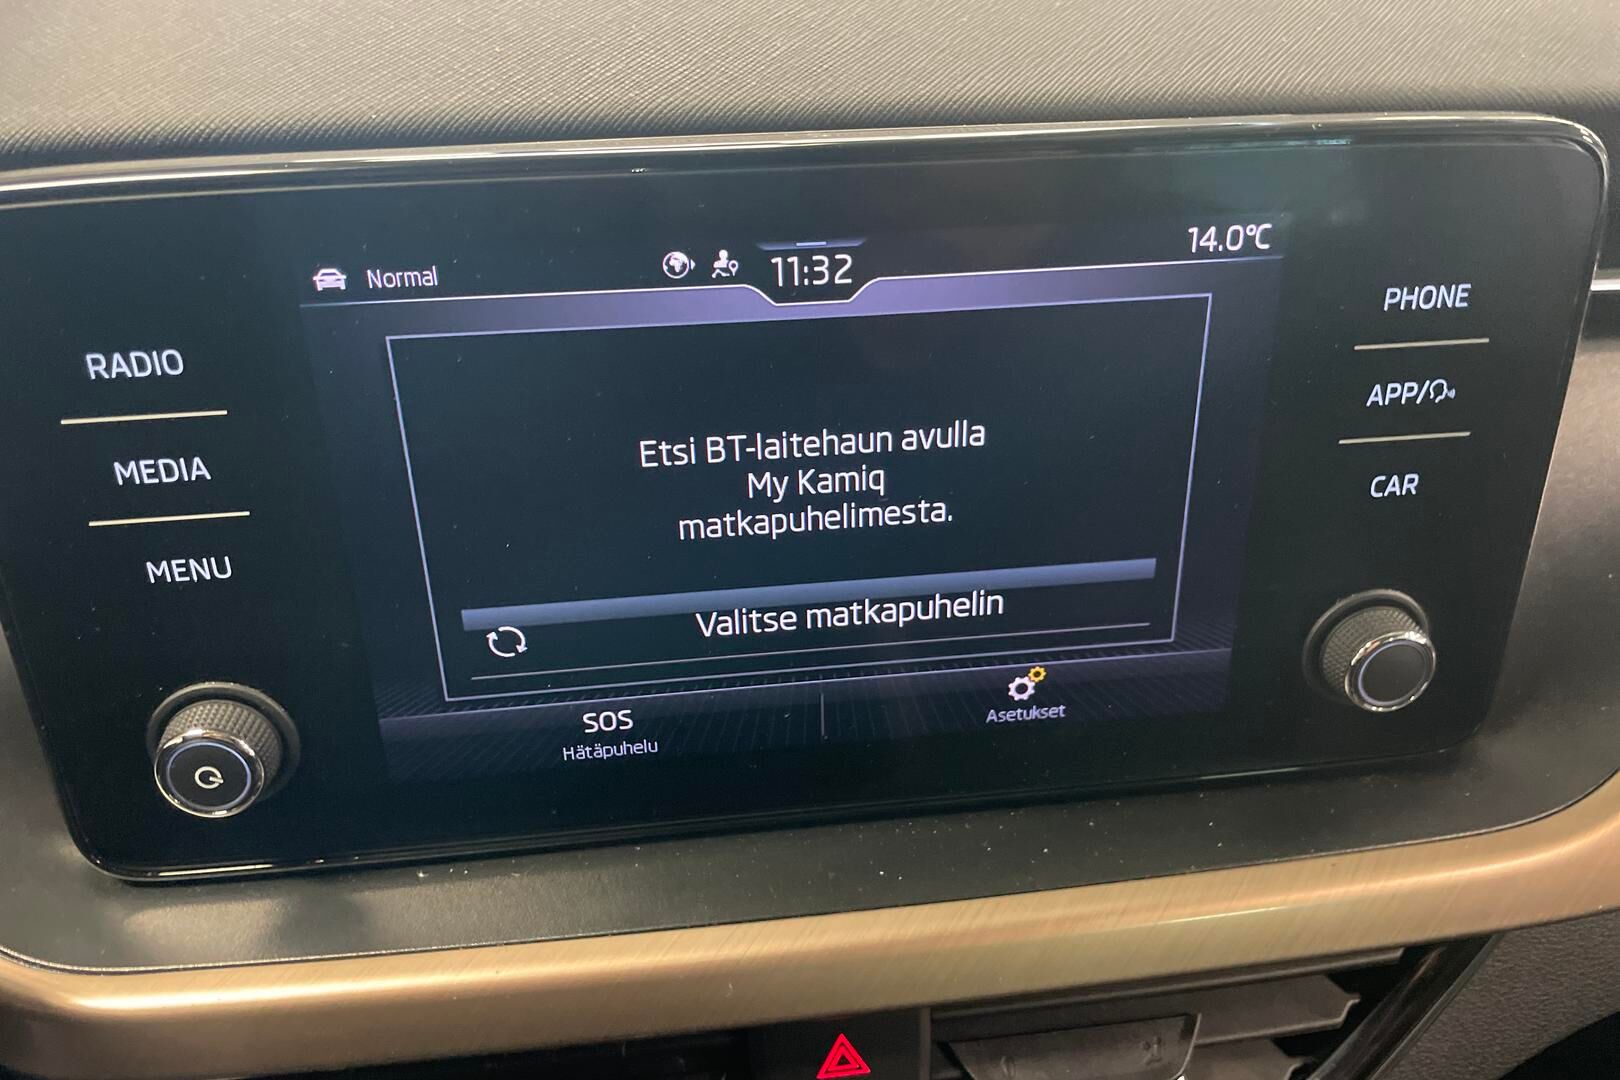 Normal
11:32
14.0°C
RADIO
MEDIA
MENU
PHONE
APP/
CAR
Etsi BT-laitehaun avulla
My Kamiq
matkapuhelimesta.
Valitse matkapuhelin
SOS
Hätäpuhelu
Asetukset